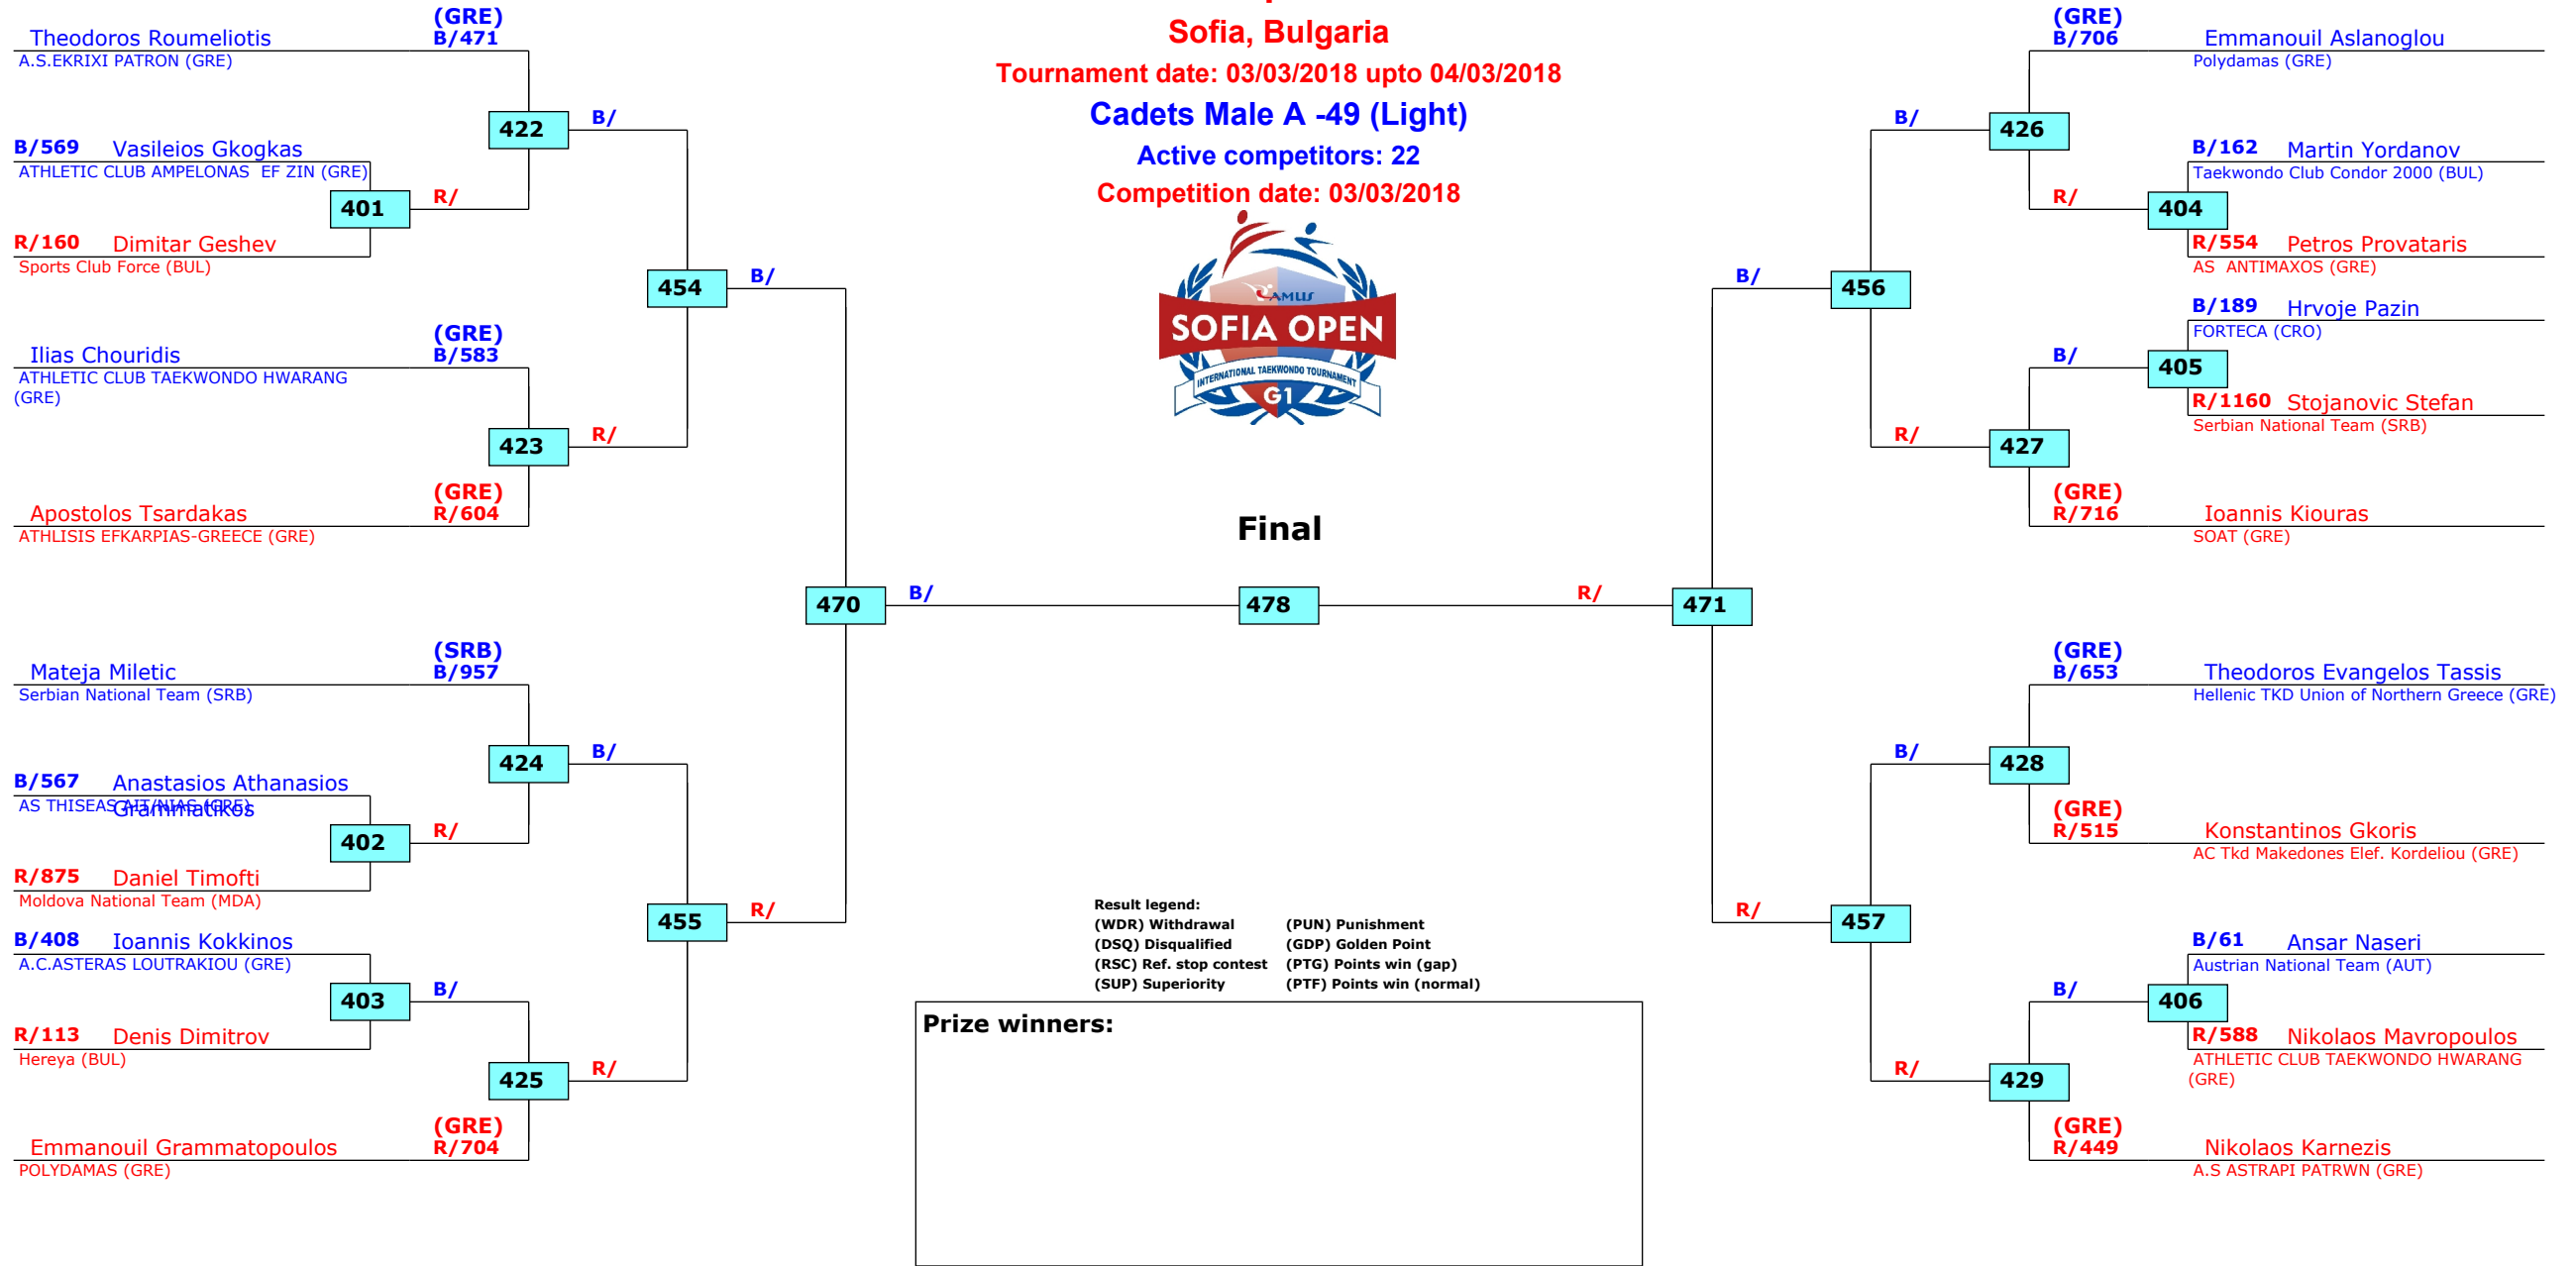 Sofia, Bulgaria
Tournament date: 03/03/2018 upto 04/03/2018
Cadets Male A -49 (Light)
Active competitors: 22
Competition date: 03/03/2018
AMUS
SOFIA OPEN
INTERNATIONAL TAEKWONDO TOURNAMENT
G1
(GRE)
Theodoros Roumeliotis B/471
A.S.EKRIXI PATRON (GRE)
422 B/
B/569 Vasileios Gkogkas
ATHLETIC CLUB AMPELONAS EF ZIN (GRE)
401 R/
R/160 Dimitar Geshev
Sports Club Force (BUL)
454 B/
(GRE)
Ilias Chouridis B/583
ATHLETIC CLUB TAEKWONDO HWARANG
(GRE)
423 R/
(GRE)
Apostolos Tsardakas R/604
ATHLISIS EFKARPIAS-GREECE (GRE)
470 B/
(SRB)
Mateja Miletic B/957
Serbian National Team (SRB)
424 B/
B/567 Anastasios Athanasios
Grammatikos
AS THISEAS AIT/NIAS (GRE)
402 R/
R/875 Daniel Timofti
Moldova National Team (MDA)
455 R/
B/408 Ioannis Kokkinos
A.C.ASTERAS LOUTRAKIOU (GRE)
403 B/
R/113 Denis Dimitrov
Hereya (BUL)
425 R/
(GRE)
Emmanouil Grammatopoulos R/704
POLYDAMAS (GRE)
Final
478
(GRE)
B/706 Emmanouil Aslanoglou
Polydamas (GRE)
B/ 426
B/162 Martin Yordanov
Taekwondo Club Condor 2000 (BUL)
R/ 404
R/554 Petros Provataris
AS ANTIMAXOS (GRE)
B/ 456
B/189 Hrvoje Pazin
FORTECA (CRO)
B/ 405
R/1160 Stojanovic Stefan
Serbian National Team (SRB)
R/ 427
(GRE)
R/716 Ioannis Kiouras
SOAT (GRE)
R/ 471
(GRE)
B/653 Theodoros Evangelos Tassis
Hellenic TKD Union of Northern Greece (GRE)
B/ 428
(GRE)
R/515 Konstantinos Gkoris
AC Tkd Makedones Elef. Kordeliou (GRE)
R/ 457
B/61 Ansar Naseri
Austrian National Team (AUT)
B/ 406
R/588 Nikolaos Mavropoulos
ATHLETIC CLUB TAEKWONDO HWARANG
(GRE)
R/ 429
(GRE)
R/449 Nikolaos Karnezis
A.S ASTRAPI PATRWN (GRE)
Result legend:
(WDR) Withdrawal (PUN) Punishment
(DSQ) Disqualified (GDP) Golden Point
(RSC) Ref. stop contest (PTG) Points win (gap)
(SUP) Superiority (PTF) Points win (normal)
Prize winners: